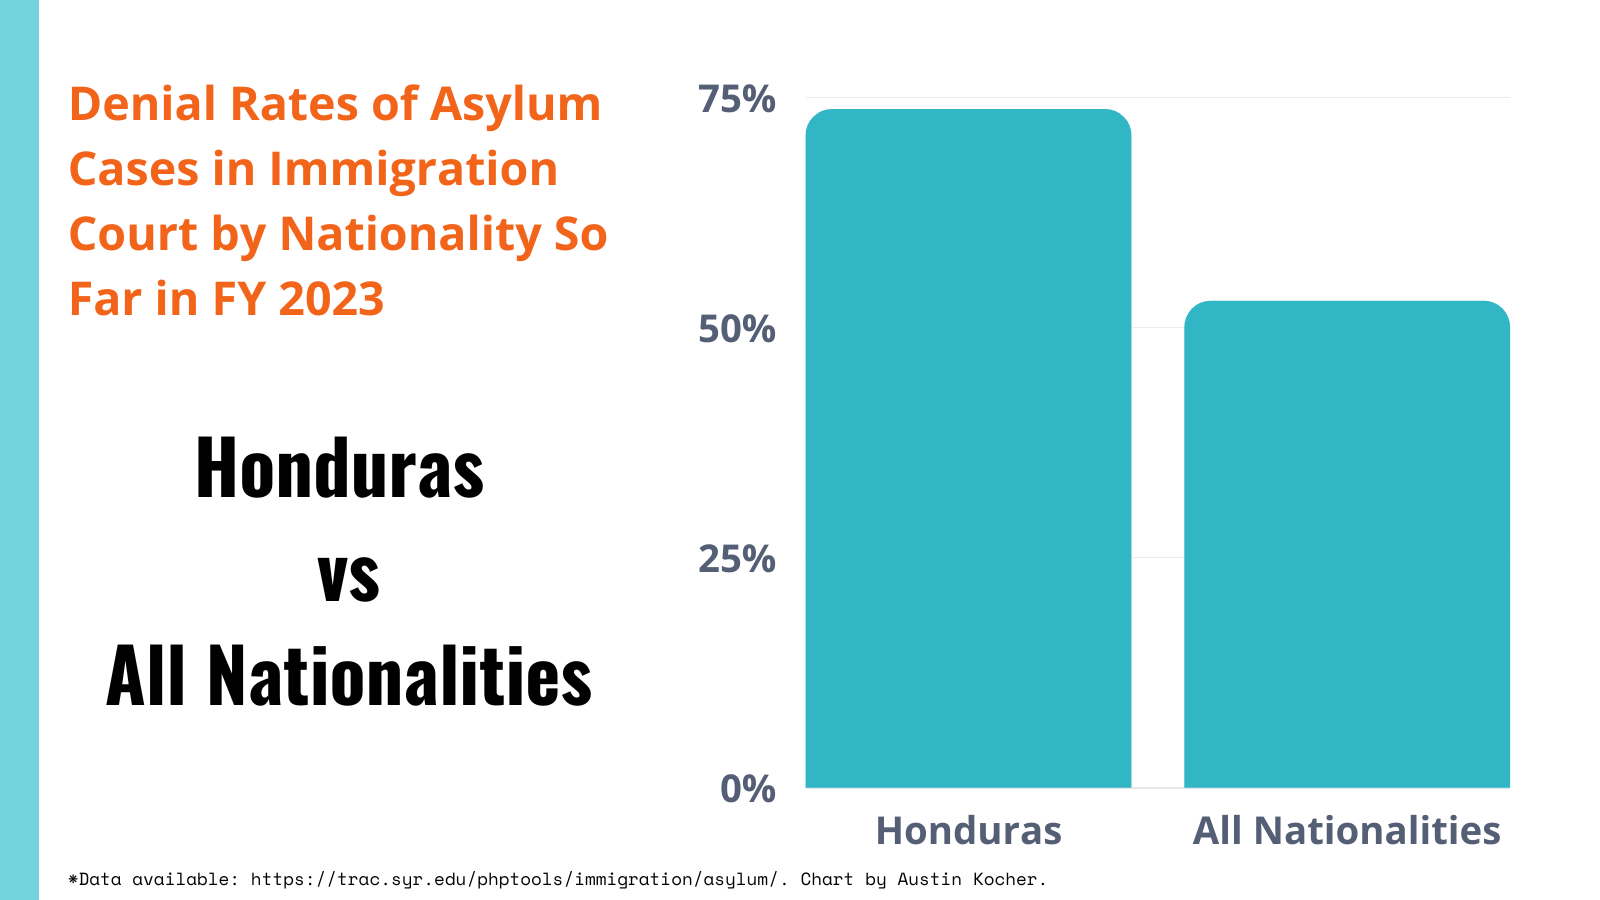 Denial Rates of Asylum
Cases in Immigration
Court by Nationality So
Far in FY 2023
Honduras
vs
All Nationalities
75%
50%
25%
0%
Honduras
All Nationalities
*Data available: https://trac.syr.edu/phptools/immigration/asylum/. Chart by Austin Kocher.